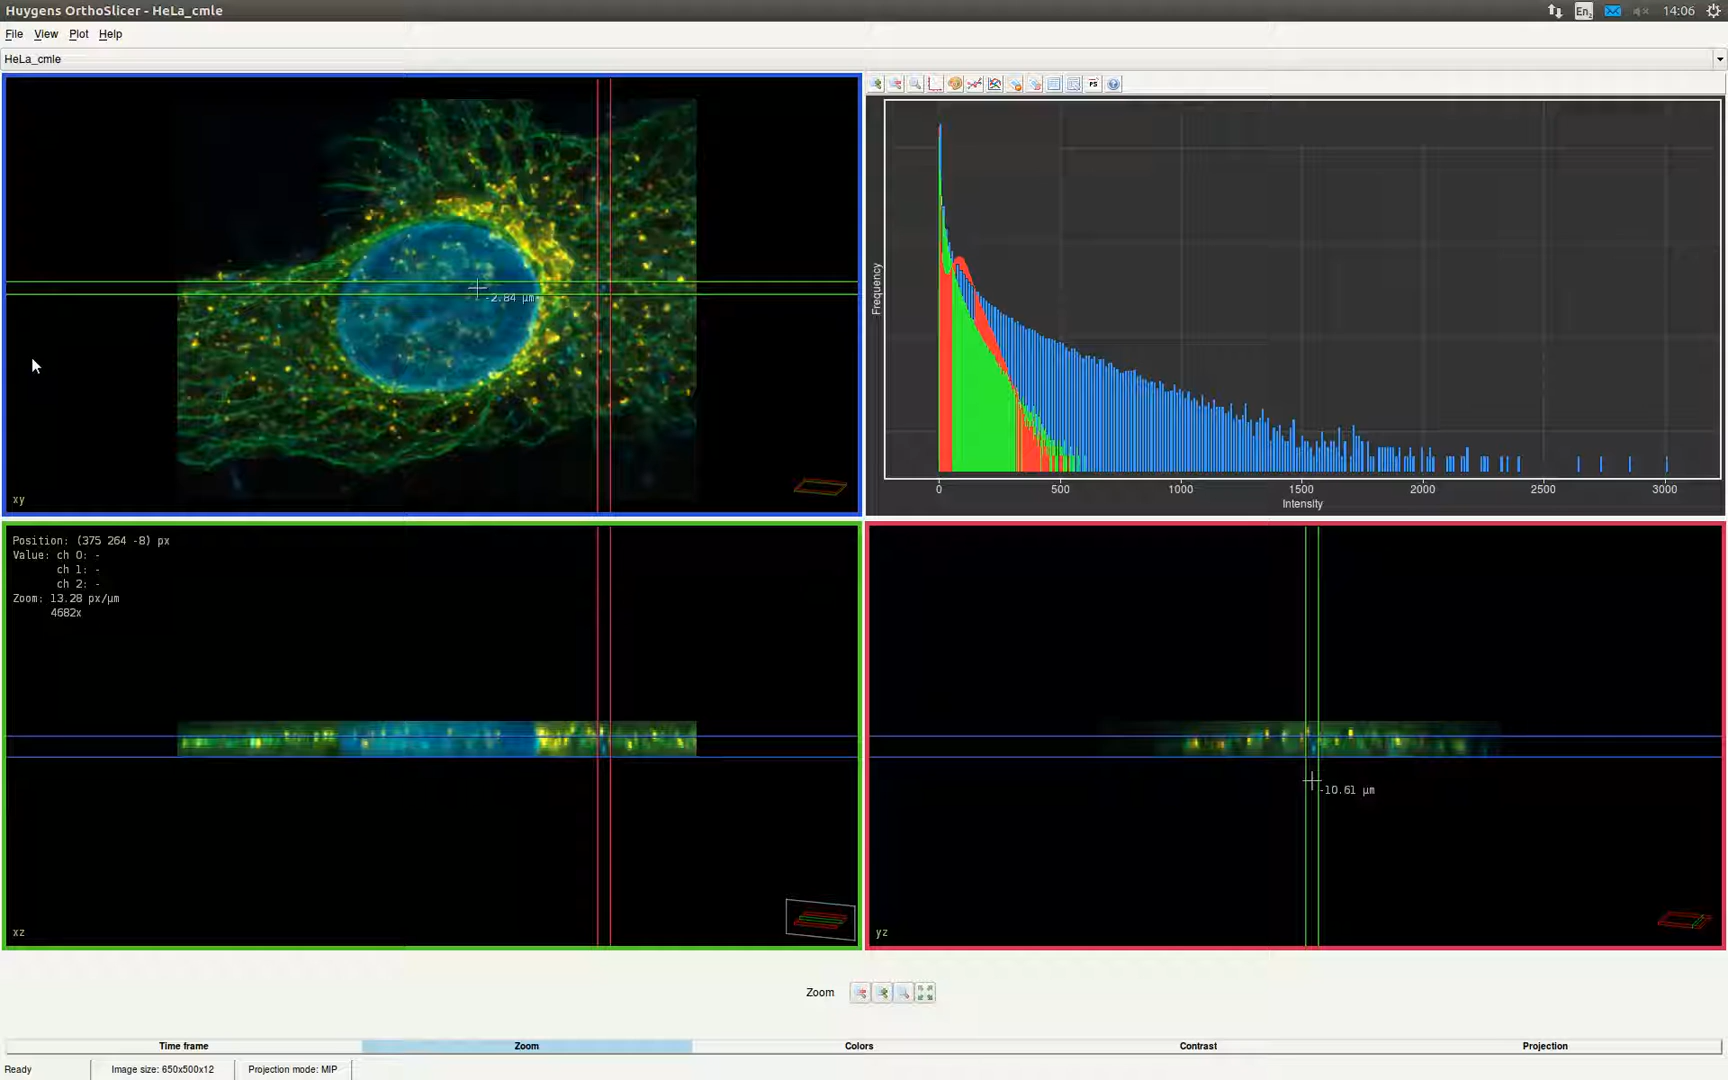 Huygens OrthoSlicer - HeLa_cmle
En2 14:06
File View Plot Help
HeLa_cmle
-2.84 µm
xy
FS
Frequency
0 500 1000 1500 2000 2500 3000
Intensity
Position: (375 264 -8) px
Value: ch 0: -
ch 1: -
ch 2: -
Zoom: 13.28 px/µm
4682x
xz
-10.61 µm
yz
Zoom
Time frame Zoom Colors Contrast Projection
Ready Image size: 650x500x12 Projection mode: MIP